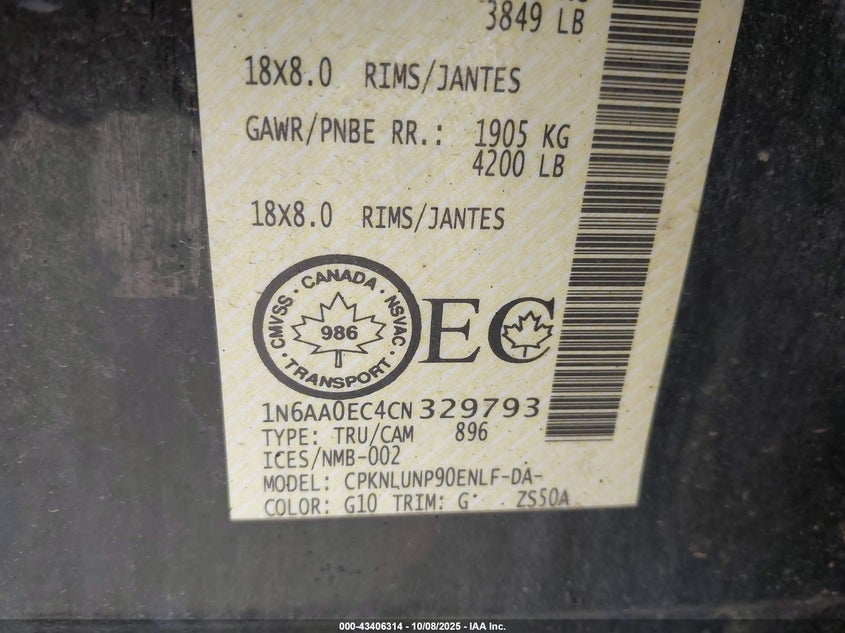 3849 LB
18X8.0 RIMS/JANTES
GAWR/PNBE RR.: 1905 KG
4200 LB
18X8.0 RIMS/JANTES
CMVSS · CANADA · NSVAC · TRANSPORT ·
986
EC
1N6AA0EC4CN329793
TYPE: TRU/CAM 896
ICES/NMB-002
MODEL: CPKNLUNP90ENLF-DA-
COLOR: G10 TRIM: G ZS50A
000-43406314 - 10/08/2025 - IAA Inc.